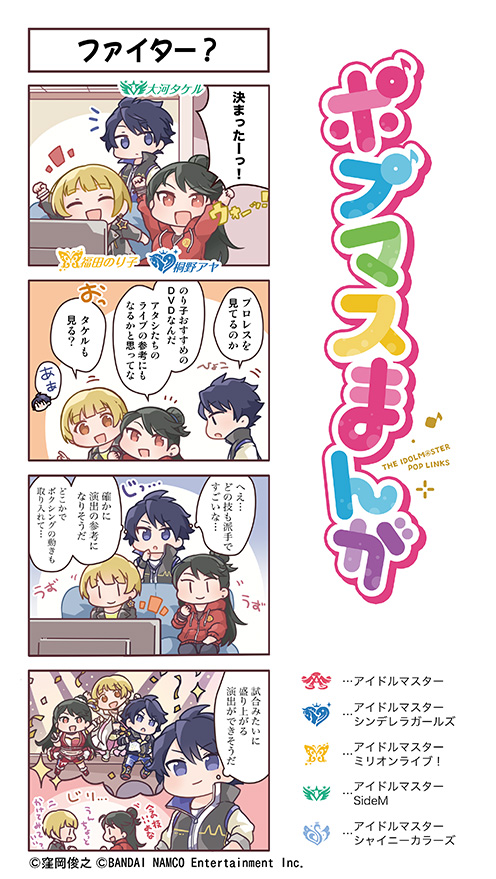 ファイター？
大河タケル
決まったーっ！
ウォーッ！
福田のり子
桐野アヤ
プロレスを
見てるのか
ぴょこ
のり子おすすめの
DVDなんだ
アタシたちの
ライブの参考にも
なるかと思ってな
おっ
タケルも
見る？
あぁ
へぇ…
どの技も派手で
すごいな…
じっ…
確かに
演出の参考に
なりそうだ
どこかで
ボクシングの動きも
取り入れて…
うず
うず
試合みたいに
盛り上がる
演出ができそうだ
じり…
ポプマスまんが
THE IDOLM@STER
POP LINKS
…アイドルマスター
…アイドルマスター
シンデレラガールズ
…アイドルマスター
ミリオンライブ！
…アイドルマスター
SideM
…アイドルマスター
シャイニーカラーズ
©窪岡俊之 ©BANDAI NAMCO Entertainment Inc.